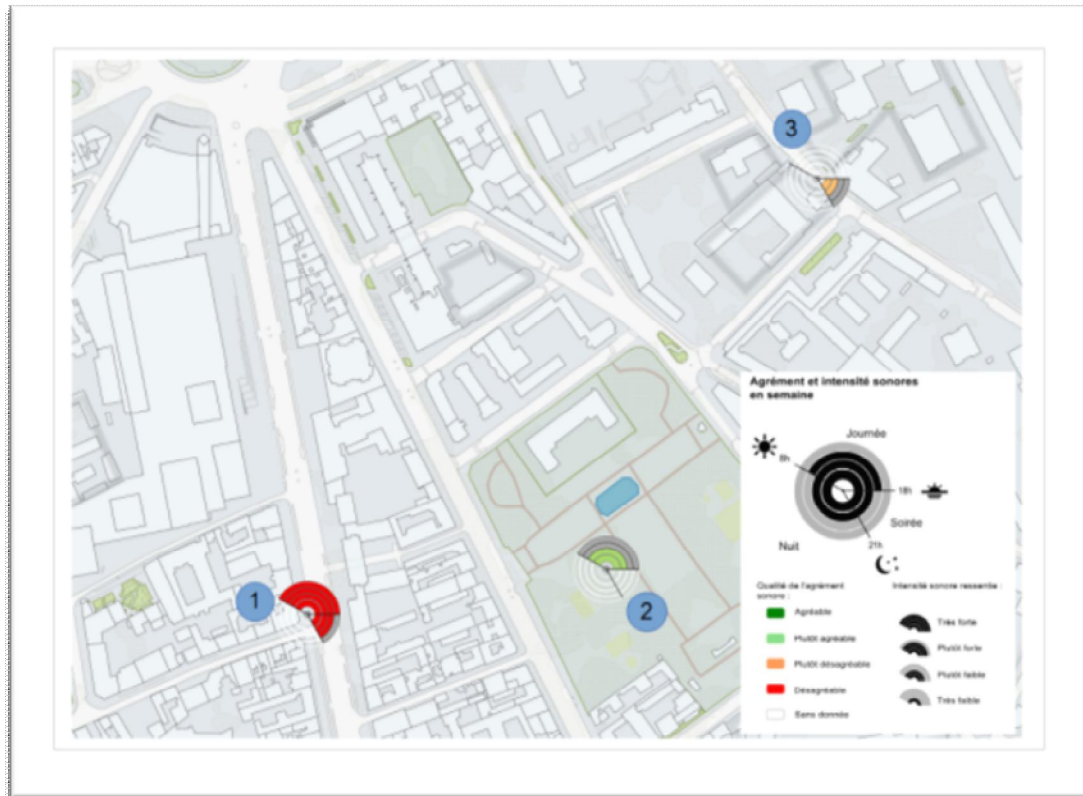 3
Agrément et intensité sonores
en semaine
Journée
8h
18h
Soirée
Nuit
21h
Qualité de l'agrément
sonore :
Intensité sonore ressentie :
Agréable
Très forte
Plutôt agréable
Plutôt forte
Plutôt désagréable
Plutôt faible
Désagréable
Très faible
Sans donnée
1
2